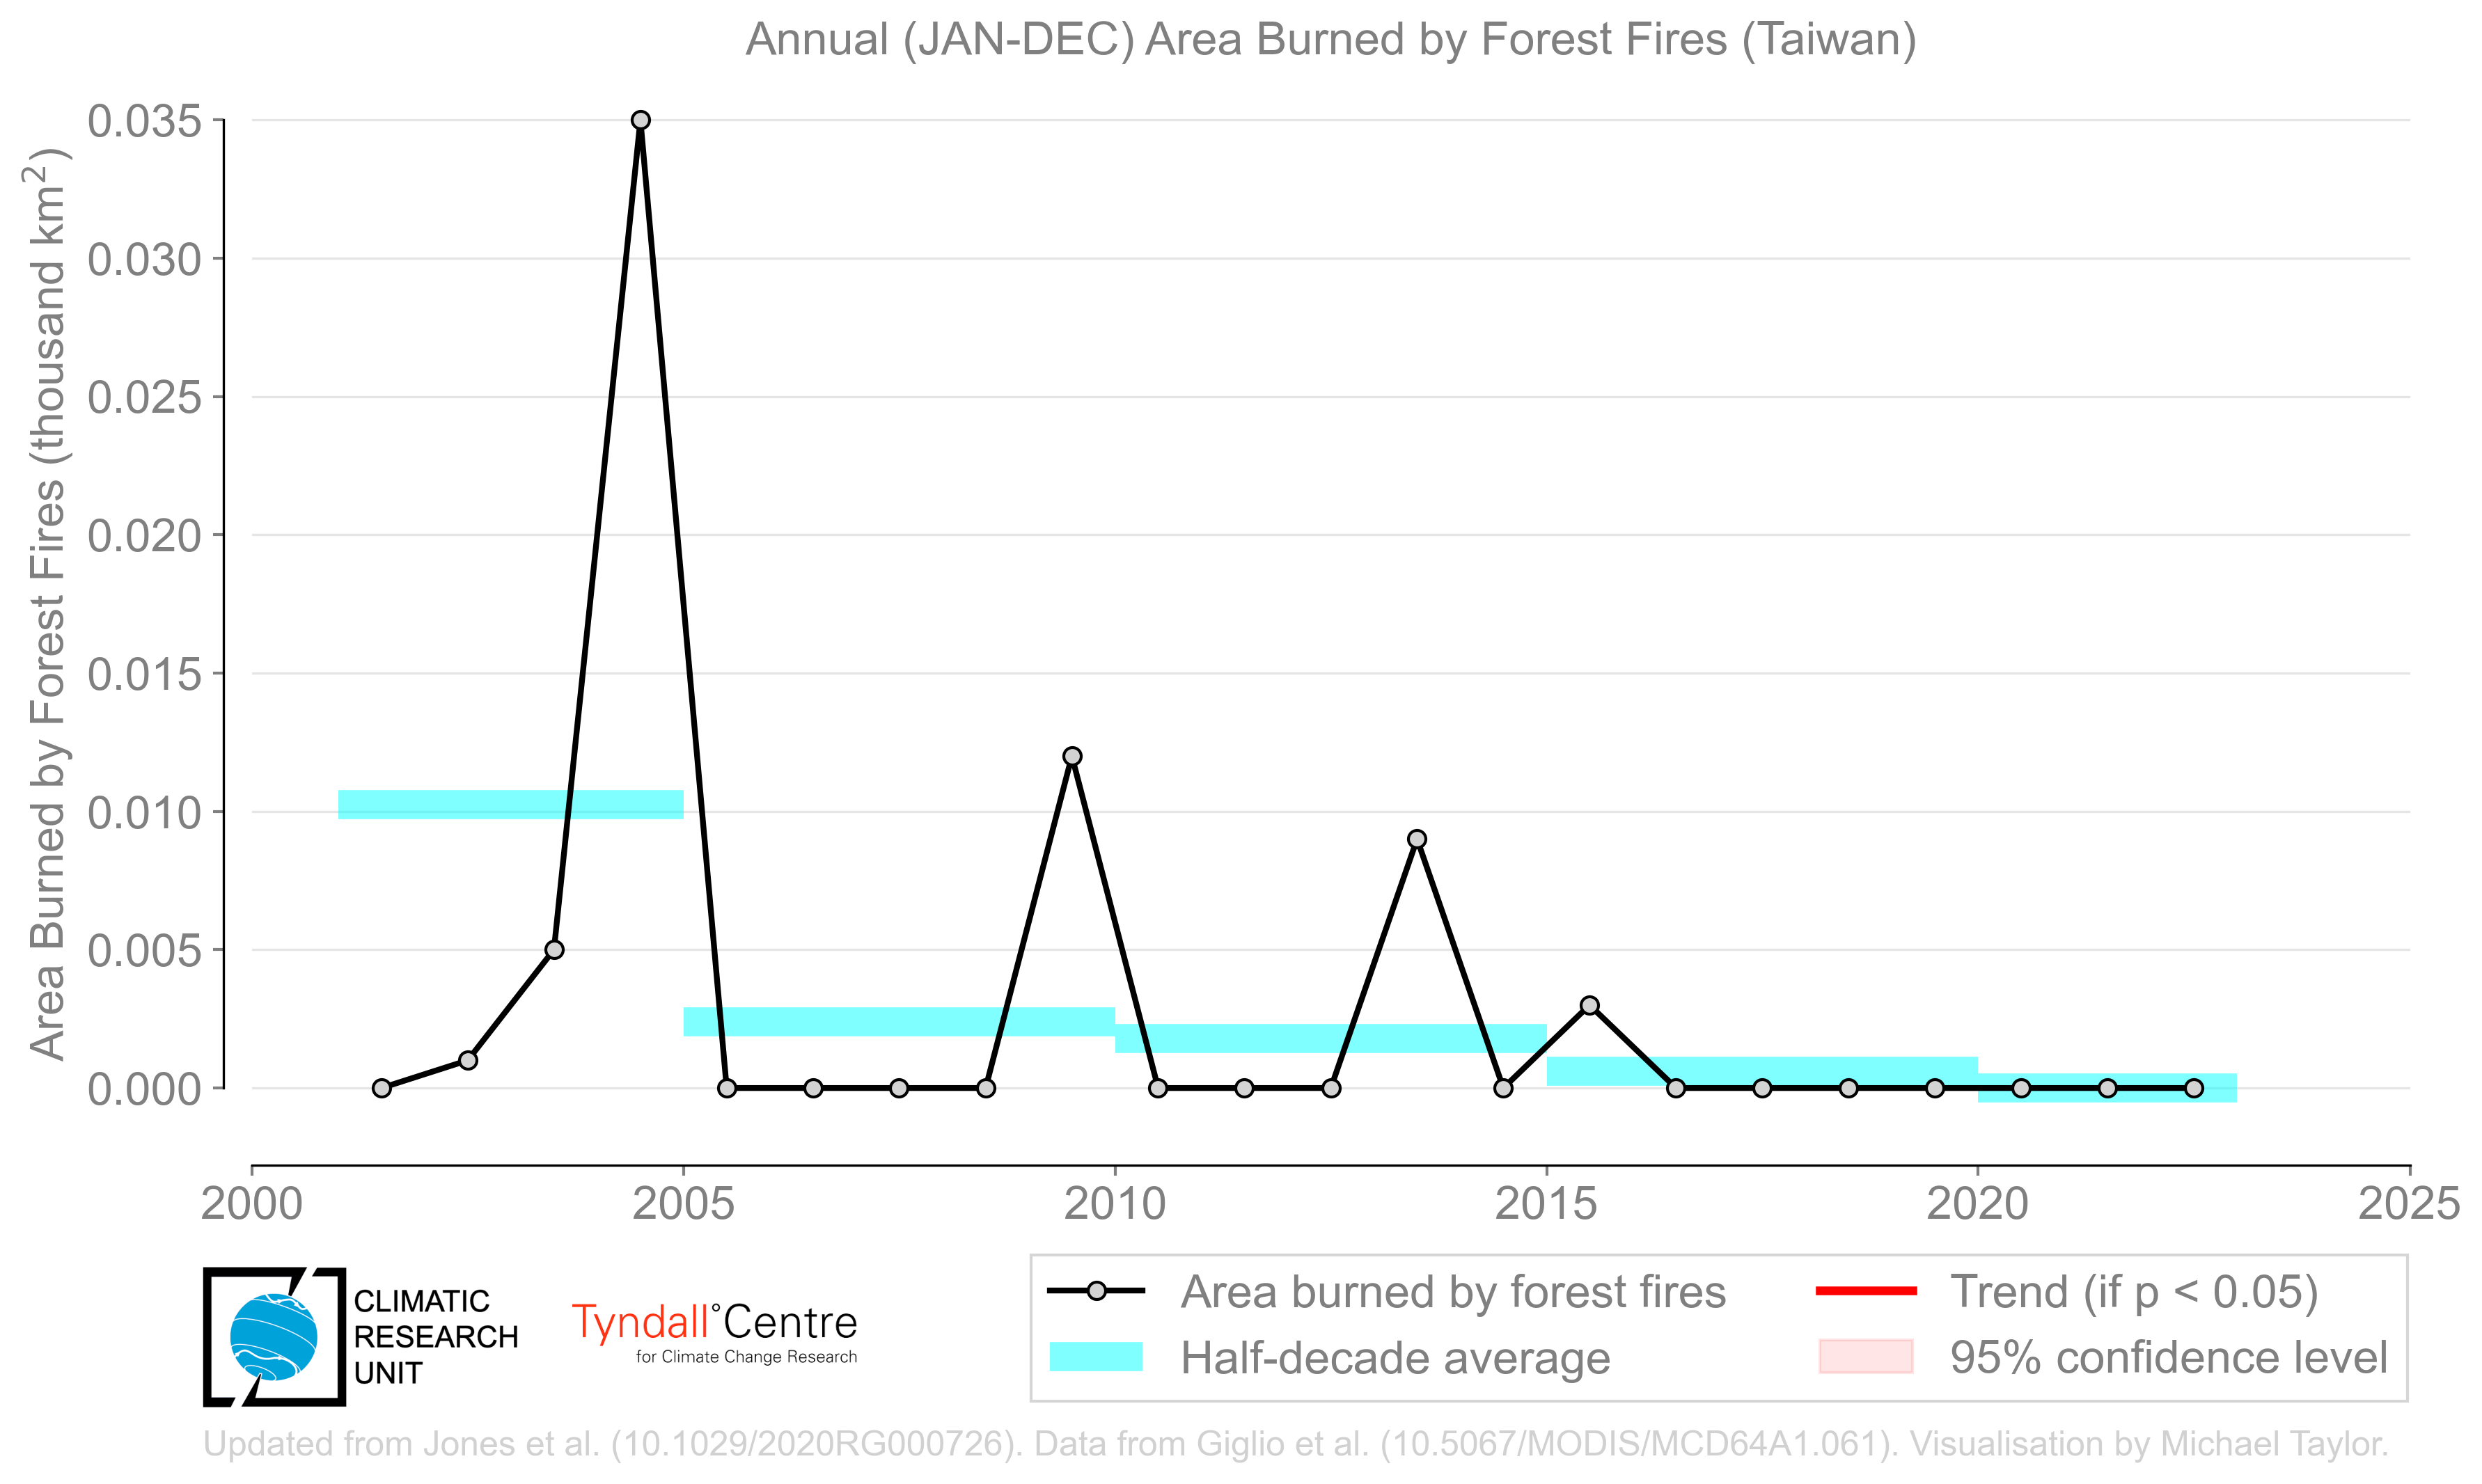 Annual (JAN-DEC) Area Burned by Forest Fires (Taiwan)
Area Burned by Forest Fires (thousand km²)
0.035
0.030
0.025
0.020
0.015
0.010
0.005
0.000
2000 2005 2010 2015 2020 2025
CLIMATIC
RESEARCH
UNIT
Tyndall°Centre
for Climate Change Research
Area burned by forest fires
Half-decade average
Trend (if p < 0.05)
95% confidence level
Updated from Jones et al. (10.1029/2020RG000726). Data from Giglio et al. (10.5067/MODIS/MCD64A1.061). Visualisation by Michael Taylor.